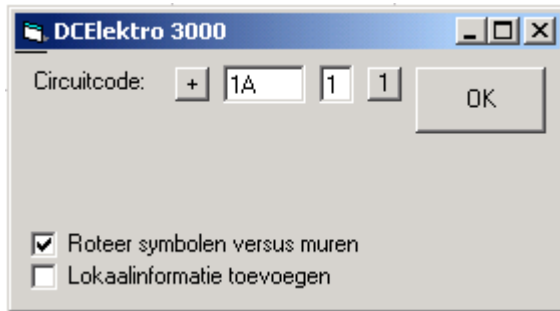 DCElektro 3000
Circuitcode: + 1A 1 1 OK
Roteer symbolen versus muren
Lokaalinformatie toevoegen